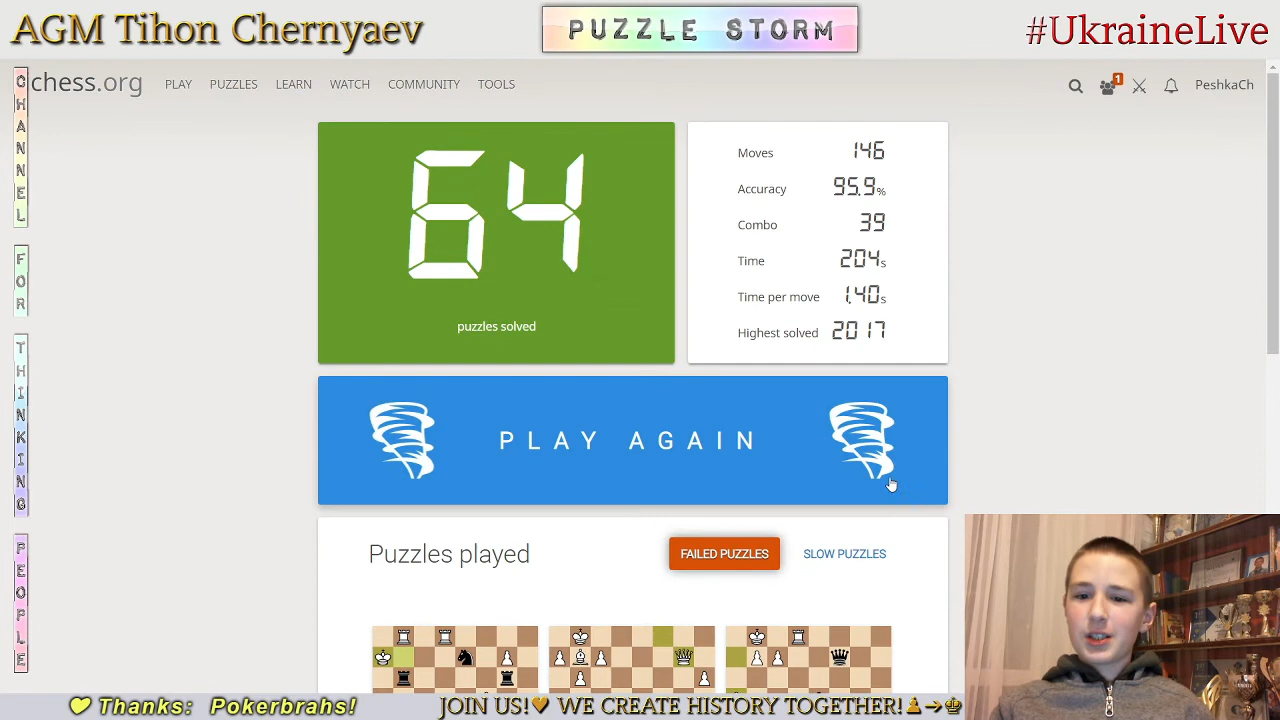 AGM Tihon Chernyaev
PUZZLE STORM
#UkraineLive
chess.org
PLAY
PUZZLES
LEARN
WATCH
COMMUNITY
TOOLS
1
PeshkaCh
CHANNEL
FOR
THINKING
PEOPLE
64
puzzles solved
Moves 146
Accuracy 95.9%
Combo 39
Time 204s
Time per move 1.40s
Highest solved 2017
PLAY AGAIN
Puzzles played
FAILED PUZZLES
SLOW PUZZLES
Thanks: Pokerbrahs!
JOIN US! WE CREATE HISTORY TOGETHER!